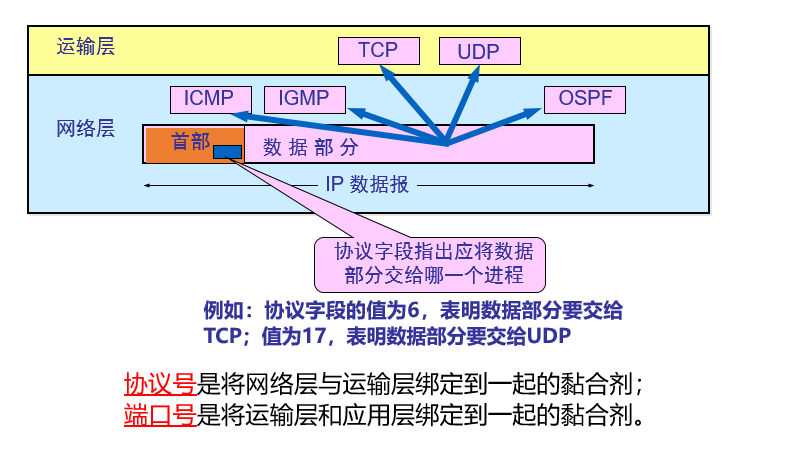 运输层
TCP
UDP
ICMP
IGMP
OSPF
网络层
首部
数 据 部 分
IP 数据报
协议字段指出应将数据
部分交给哪一个进程
例如：协议字段的值为6，表明数据部分要交给
TCP；值为17，表明数据部分要交给UDP
协议号是将网络层与运输层绑定到一起的黏合剂；
端口号是将运输层和应用层绑定到一起的黏合剂。